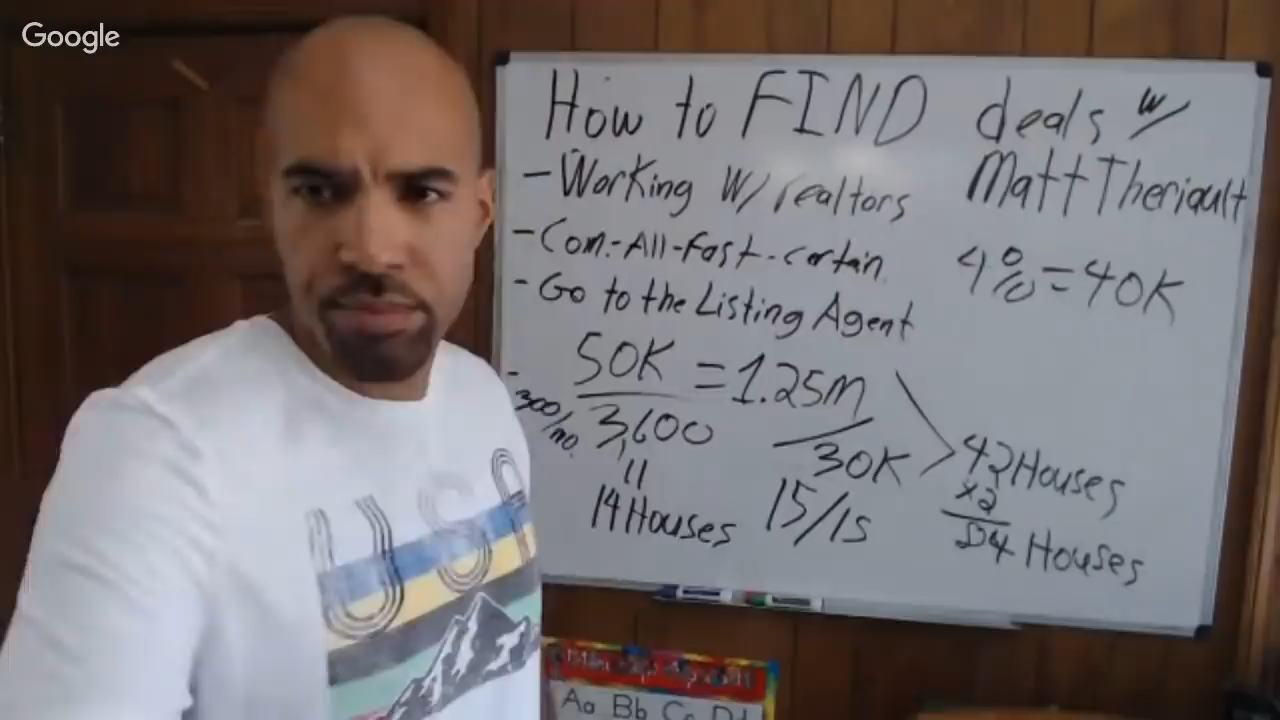 Google
How to FIND deals w/
Matt Theriault
- Working w/ realtors
- Com.-All-Fast-certain
- Go to the Listing Agent
4% = 40K
50K = 1.25m
- 300/mo. 3,600
30K
11
14 Houses
15/15
42 Houses
x2
84 Houses
USA
Aa Bb Cc Dd